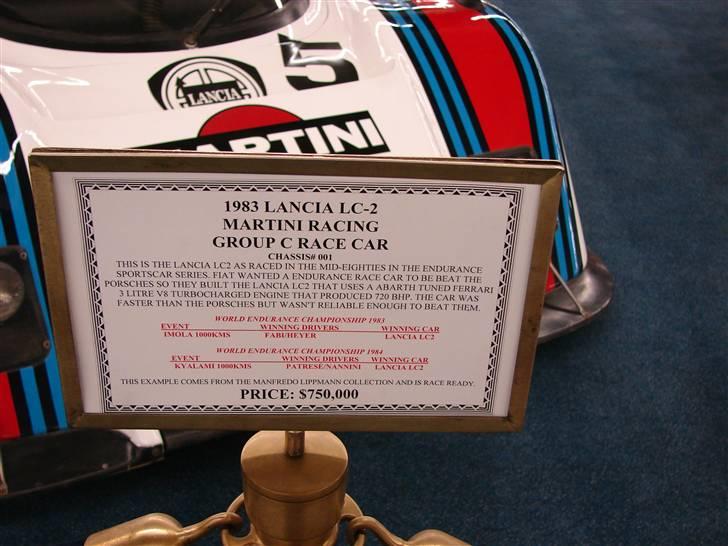 5
LANCIA
MARTINI
1983 LANCIA LC-2
MARTINI RACING
GROUP C RACE CAR
CHASSIS# 001
THIS IS THE LANCIA LC2 AS RACED IN THE MID-EIGHTIES IN THE ENDURANCE
SPORTSCAR SERIES. FIAT WANTED A ENDURANCE RACE CAR TO BE BEAT THE
PORSCHES SO THEY BUILT THE LANCIA LC2 THAT USES A ABARTH TUNED FERRARI
3 LITRE V8 TURBOCHARGED ENGINE THAT PRODUCED 720 BHP. THE CAR WAS
FASTER THAN THE PORSCHES BUT WASN'T RELIABLE ENOUGH TO BEAT THEM.
WORLD ENDURANCE CHAMPIONSHIP 1983
EVENT WINNING DRIVERS WINNING CAR
IMOLA 1000KMS FABI/HEYER LANCIA LC2
WORLD ENDURANCE CHAMPIONSHIP 1984
EVENT WINNING DRIVERS WINNING CAR
KYALAMI 1000KMS PATRESE/NANNINI LANCIA LC2
THIS EXAMPLE COMES FROM THE MANFREDO LIPPMANN COLLECTION AND IS RACE READY.
PRICE: $750,000